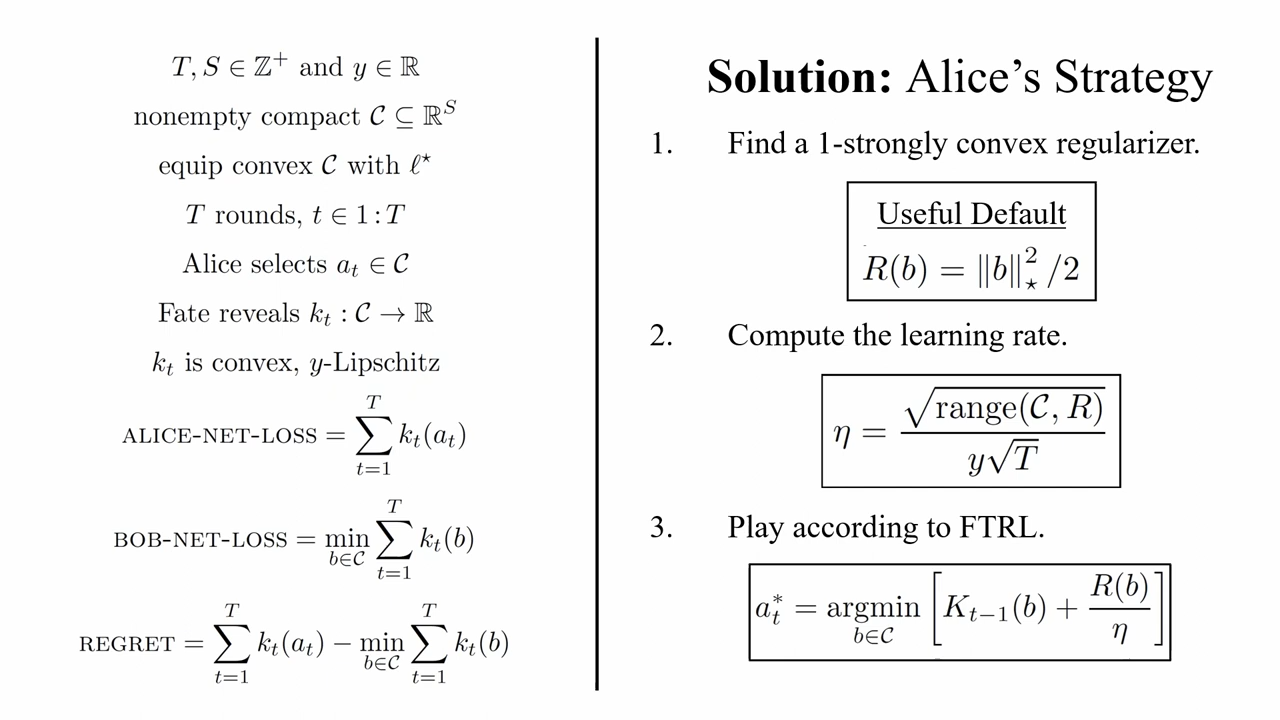 T, S ∈ ℤ⁺ and y ∈ ℝ
nonempty compact 𝒞 ⊆ ℝ^S
equip convex 𝒞 with ℓ^⋆
T rounds, t ∈ 1 : T
Alice selects a_t ∈ 𝒞
Fate reveals k_t : 𝒞 → ℝ
k_t is convex, y-Lipschitz
ALICE-NET-LOSS = ∑_{t=1}^{T} k_t(a_t)
BOB-NET-LOSS = min_{b∈𝒞} ∑_{t=1}^{T} k_t(b)
REGRET = ∑_{t=1}^{T} k_t(a_t) − min_{b∈𝒞} ∑_{t=1}^{T} k_t(b)
Solution: Alice’s Strategy
1. Find a 1-strongly convex regularizer.
Useful Default
R(b) = ‖b‖_⋆^2 /2
2. Compute the learning rate.
η = √(range(𝒞, R)) / (y√T)
3. Play according to FTRL.
a_t^* = argmin_{b∈𝒞} [K_{t−1}(b) + R(b)/η]